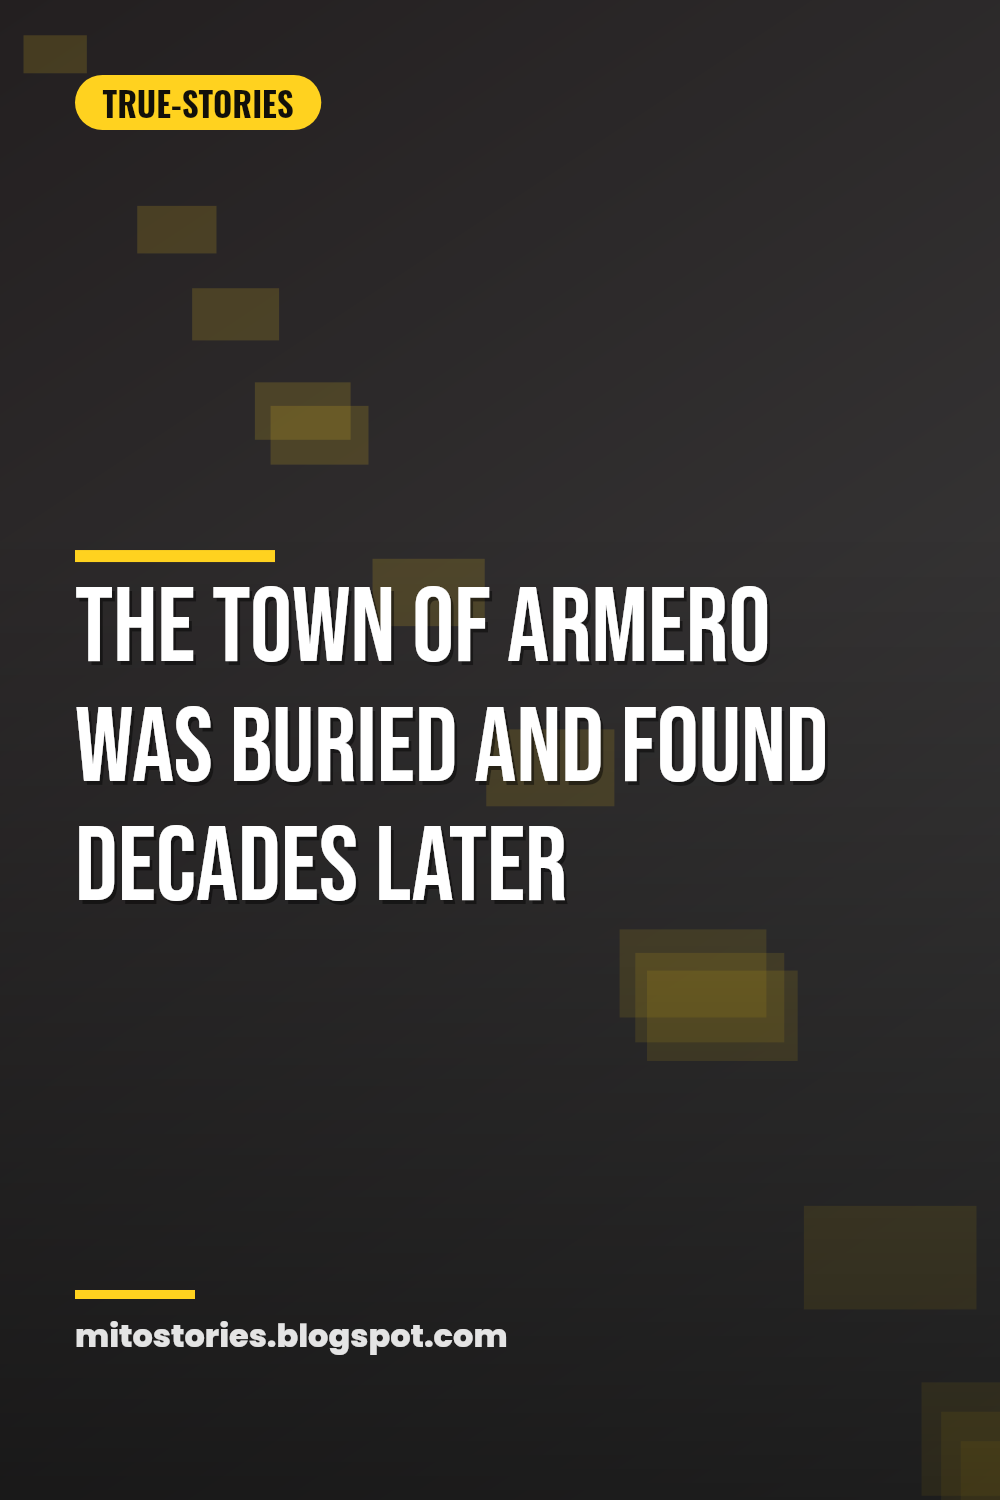 TRUE-STORIES
THE TOWN OF ARMERO
WAS BURIED AND FOUND
DECADES LATER
mitostories.blogspot.com